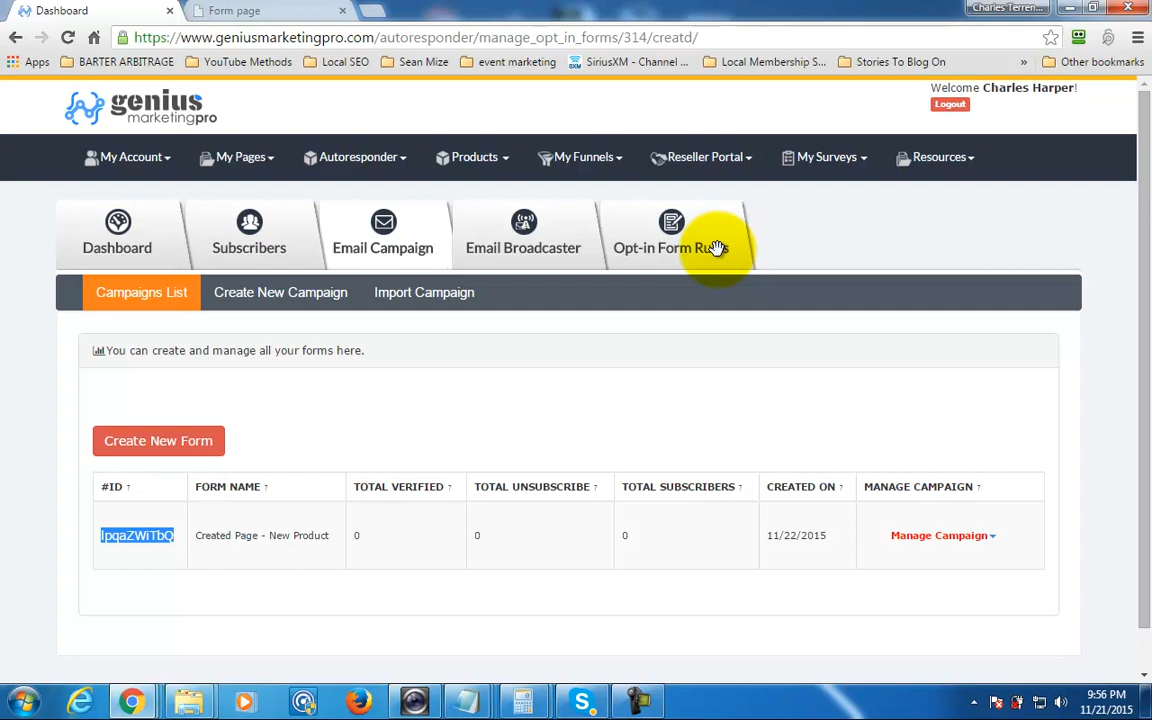 Dashboard
Form page
Charles Terren...
https://www.geniusmarketingpro.com/autoresponder/manage_opt_in_forms/314/creatd/
Apps BARTER ARBITRAGE YouTube Methods Local SEO Sean Mize event marketing SiriusXM - Channel ... Local Membership S... Stories To Blog On » Other bookmarks
genius
marketingpro
Welcome Charles Harper!
Logout
My Account My Pages Autoresponder Products My Funnels Reseller Portal My Surveys Resources
Dashboard Subscribers Email Campaign Email Broadcaster Opt-in Form Rules
Campaigns List Create New Campaign Import Campaign
You can create and manage all your forms here.
Create New Form
#ID FORM NAME TOTAL VERIFIED TOTAL UNSUBSCRIBE TOTAL SUBSCRIBERS CREATED ON MANAGE CAMPAIGN
Created Page - New Product 0 0 0 11/22/2015 Manage Campaign
9:56 PM
11/21/2015